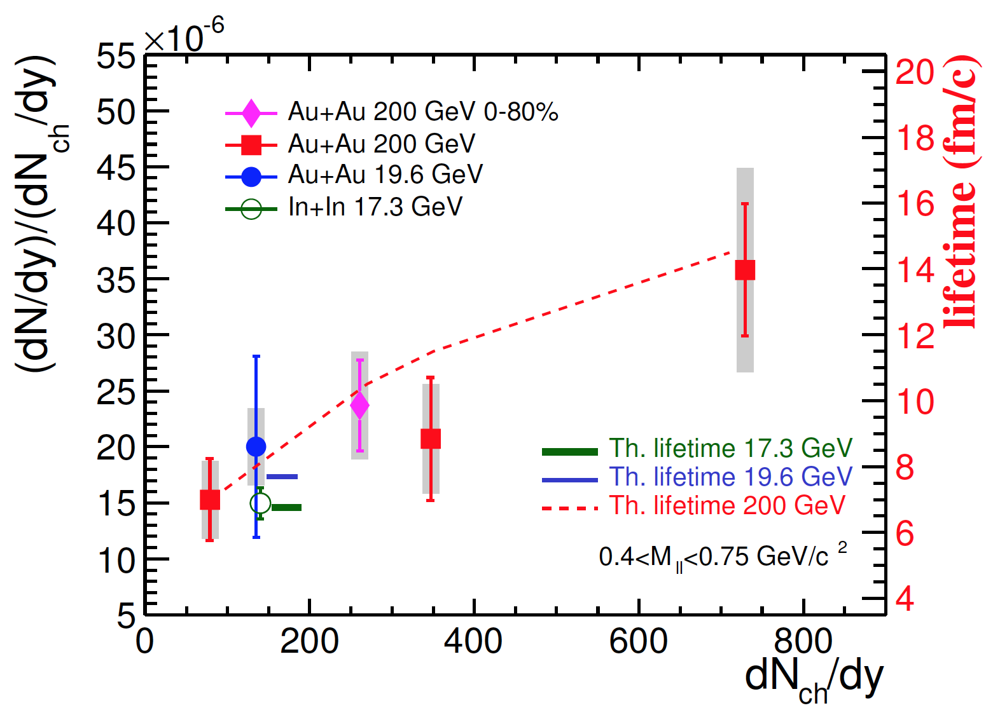 ×10-6
(dN/dy)/(dNch/dy)
55
50
45
40
35
30
25
20
15
10
5
Au+Au 200 GeV 0-80%
Au+Au 200 GeV
Au+Au 19.6 GeV
In+In 17.3 GeV
Th. lifetime 17.3 GeV
Th. lifetime 19.6 GeV
Th. lifetime 200 GeV
0.4<Mll<0.75 GeV/c 2
lifetime (fm/c)
20
18
16
14
12
10
8
6
4
0 200 400 600 800
dNch/dy